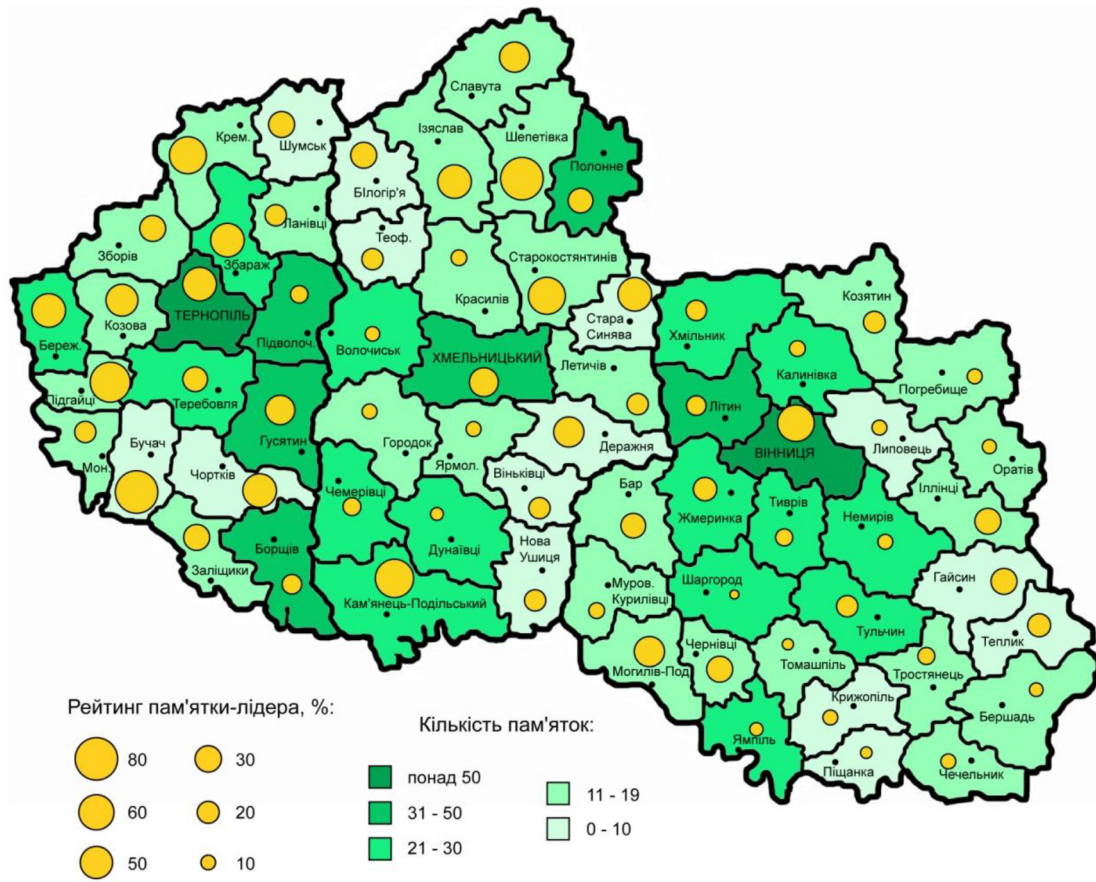 Славута
Крем.
Шумськ
Ізяслав
Шепетівка
Полонне
БІлогір'я
Ланівці
Теоф.
Зборів
Збараж
Старокостянтинів
Козятин
Красилів
Козова
ТЕРНОПІЛЬ
Стара
Синява
Хмільник
Підволоч.
Волочиськ
ХМЕЛЬНИЦЬКИЙ
Береж.
Летичів
Калинівка
Погребище
Підгайці
Теребовля
Літин
Гусятин
Бучач
Городок
Деражня
ВІННИЦЯ
Липовець
Мон.
Чортків
Ярмол.
Віньківці
Оратів
Бар
Іллінці
Чемерівці
Жмеринка
Тиврів
Немирів
Борщів
Дунаївці
Нова
Ушиця
Заліщики
Муров.
Курилівці
Шаргород
Гайсин
Кам'янець-Подільський
Тульчин
Теплик
Чернівці
Могилів-Под
Томашпіль
Тростянець
Крижопіль
Бершадь
Ямпіль
Піщанка
Чечельник
Рейтинг пам'ятки-лідера, %:
80
30
60
20
50
10
Кількість пам'яток:
понад 50
31 - 50
21 - 30
11 - 19
0 - 10